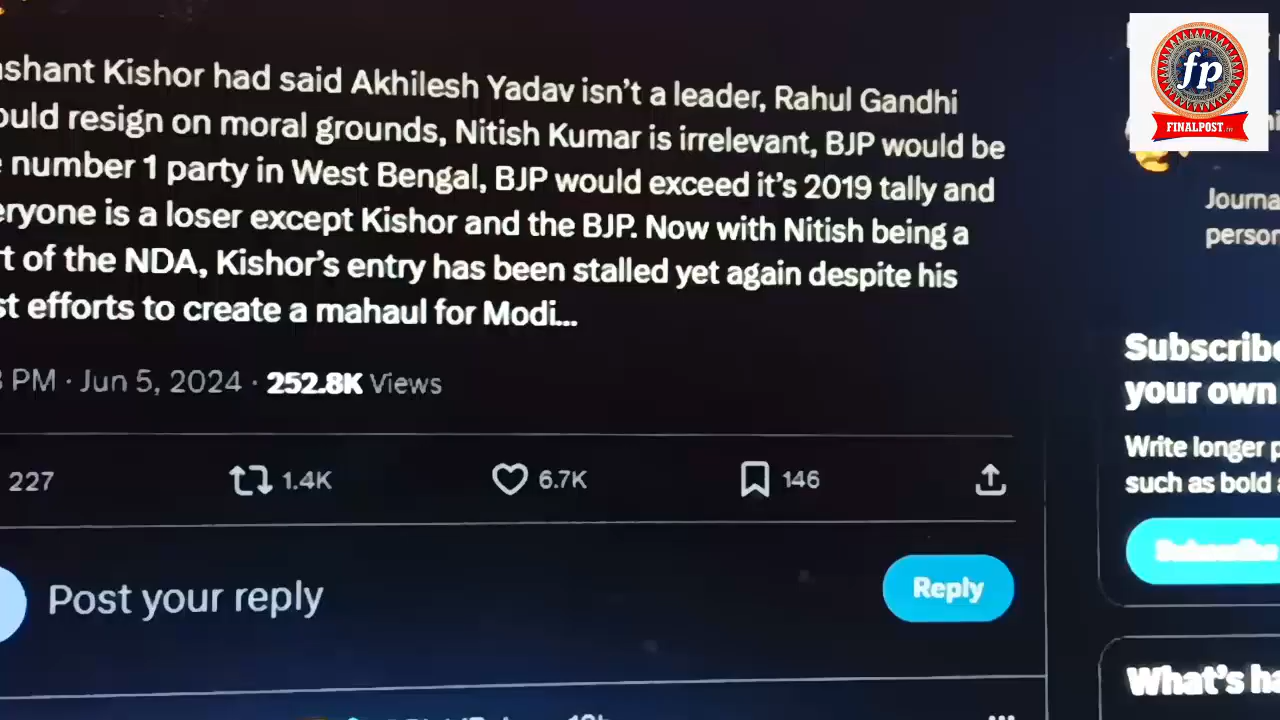 ashant Kishor had said Akhilesh Yadav isn't a leader, Rahul Gandhi
ould resign on moral grounds, Nitish Kumar is irrelevant, BJP would be
e number 1 party in West Bengal, BJP would exceed it's 2019 tally and
eryone is a loser except Kishor and the BJP. Now with Nitish being a
rt of the NDA, Kishor's entry has been stalled yet again despite his
st efforts to create a mahaul for Modi...
PM · Jun 5, 2024 · 252.8K Views
227 1.4K 6.7K 146
Post your reply
Reply
fp
FINALPOST.in
Journa
person
Subscribe
your own
Write longer p
such as bold a
Subscribe
What's ha